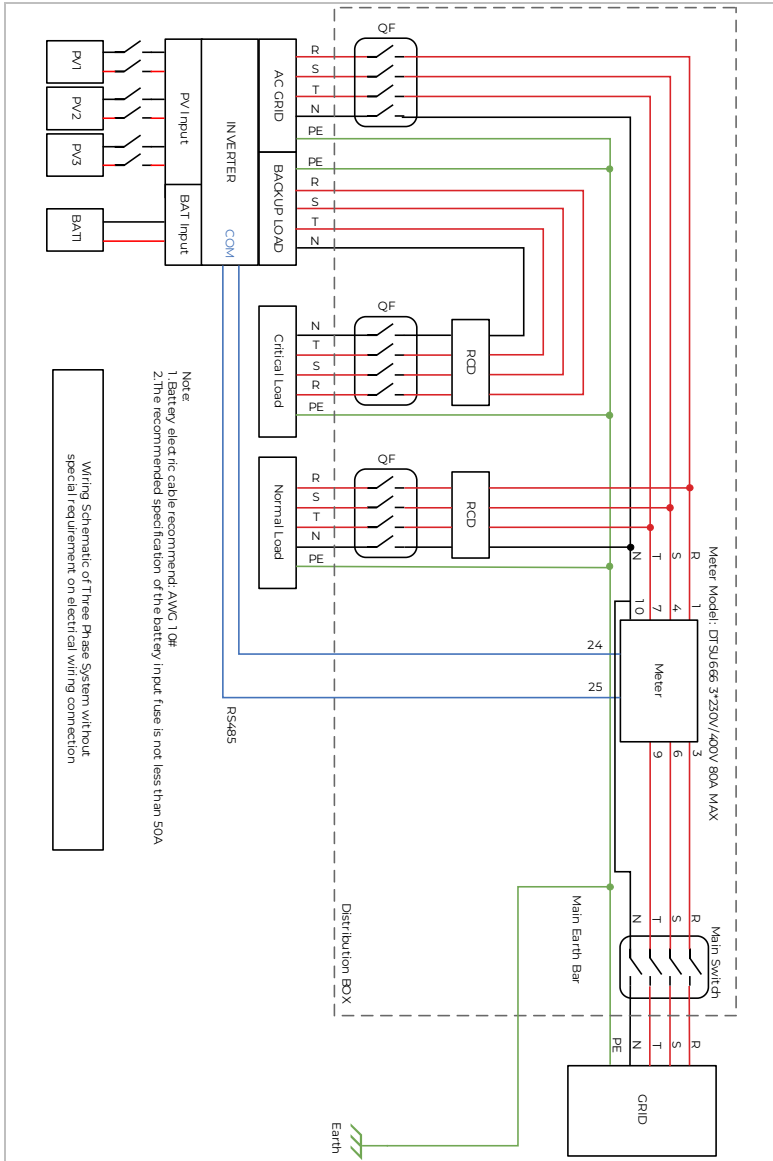 QF
R
S
T
N
PE
PE
R
S
T
N
PV1
PV2
PV3
BAT1
PV Input
BAT Input
INVERTER
COM
AC GRID
BACKUP LOAD
QF
N
T
S
R
PE
Critical Load
RCD
QF
R
S
T
N
PE
Normal Load
RCD
R
S
T
N
1
4
7
10
Meter Model: DTSU666 3*230V/400V 80A MAX
Meter
24
25
RS485
3
6
9
Note:
1.Battery electric cable recommend: AWG 10#
2.The recommended specification of the battery input fuse is not less than 50A
Wiring Schematic of Three Phase System without
special requirement on electrical wiring connection
Distribution BOX
Main Earth Bar
Main Switch
R
S
T
N
R
S
T
N
PE
GRID
Earth